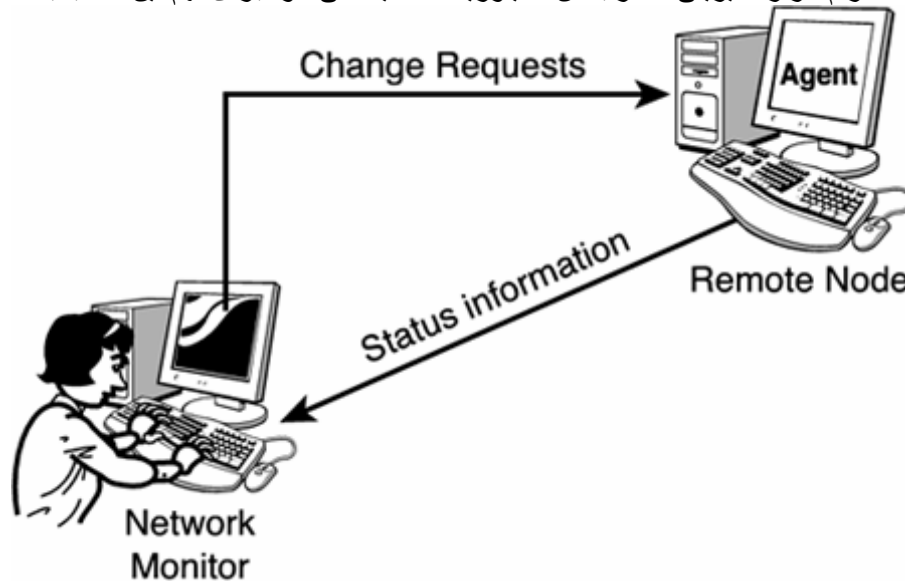 Change Requests
Agent
Remote Node
Status information
Network
Monitor